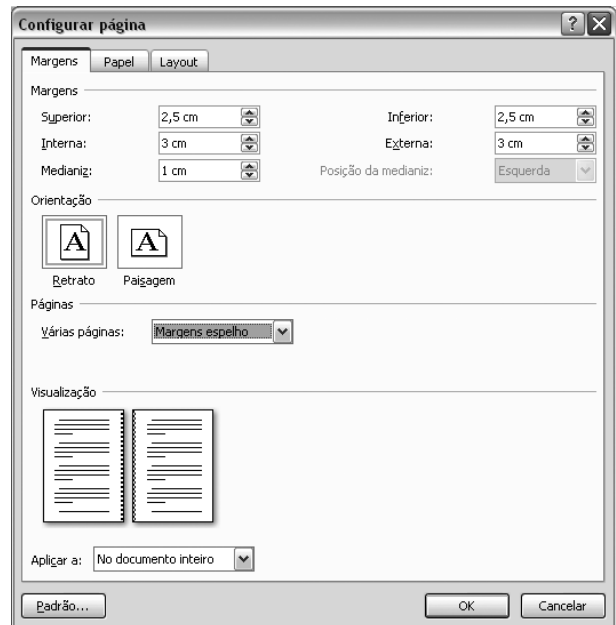 Configurar página
Margens Papel Layout
Margens
Superior: 2,5 cm Inferior: 2,5 cm
Interna: 3 cm Externa: 3 cm
Medianiz: 1 cm Posição da medianiz: Esquerda
Orientação
A A
Retrato Paisagem
Páginas
Várias páginas: Margens espelho
Visualização
Aplicar a: No documento inteiro
Padrão... OK Cancelar